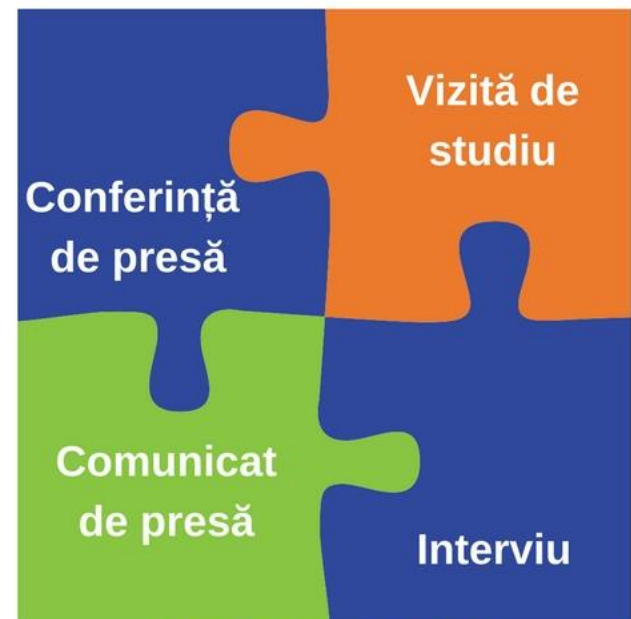 Conferință
de presă
Vizită de
studiu
Comunicat
de presă
Interviu